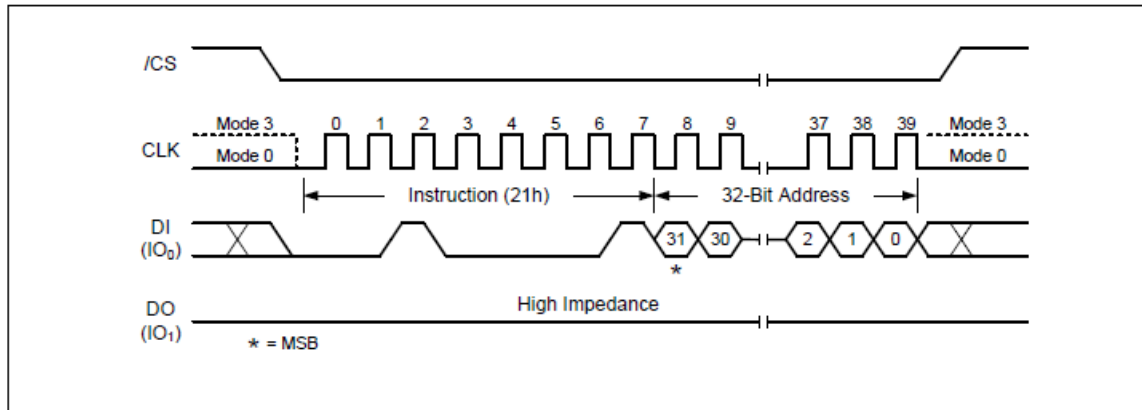 /CS
Mode 3 0 1 2 3 4 5 6 7 8 9 37 38 39 Mode 3
CLK Mode 0 Mode 0
Instruction (21h) 32-Bit Address
DI
(IO₀) 31 30 2 1 0
*
DO High Impedance
(IO₁)
* = MSB